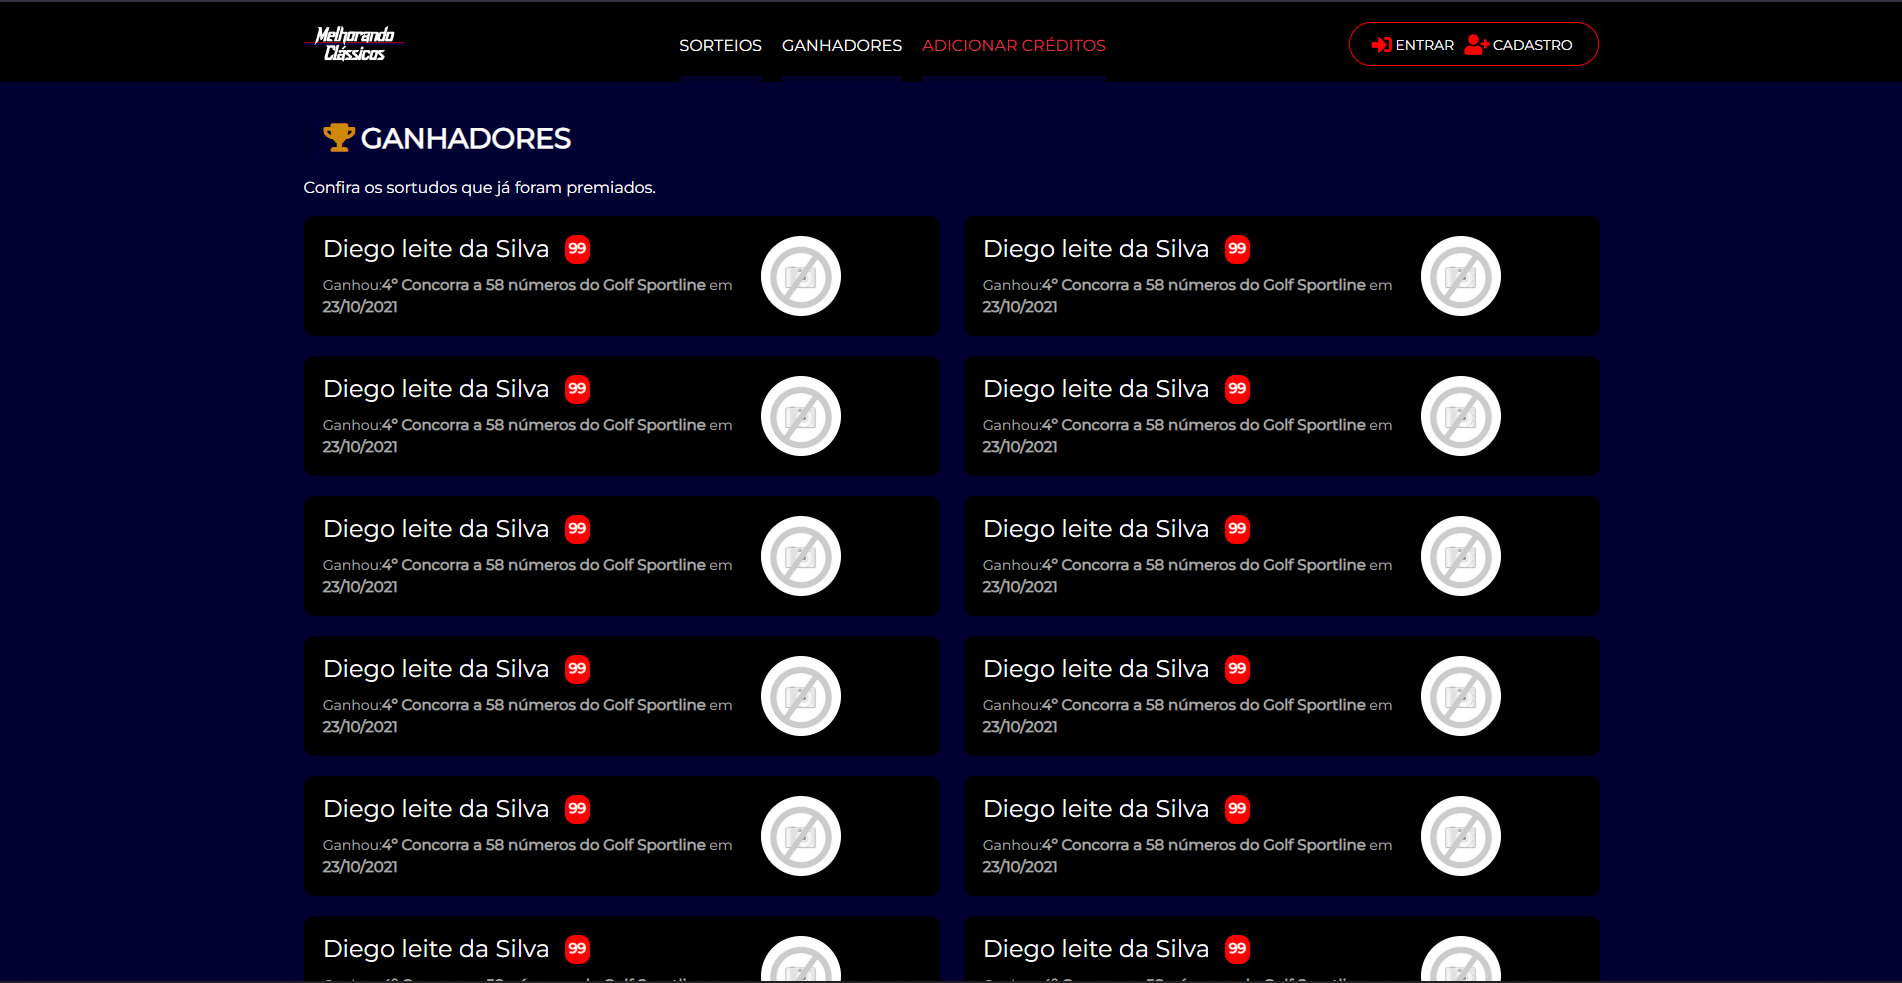 Melhorando
Clássicos
SORTEIOS GANHADORES ADICIONAR CRÉDITOS
ENTRAR CADASTRO
GANHADORES
Confira os sortudos que já foram premiados.
Diego leite da Silva 99
Ganhou:4º Concorra a 58 números do Golf Sportline em
23/10/2021
Diego leite da Silva 99
Ganhou:4º Concorra a 58 números do Golf Sportline em
23/10/2021
Diego leite da Silva 99
Ganhou:4º Concorra a 58 números do Golf Sportline em
23/10/2021
Diego leite da Silva 99
Ganhou:4º Concorra a 58 números do Golf Sportline em
23/10/2021
Diego leite da Silva 99
Ganhou:4º Concorra a 58 números do Golf Sportline em
23/10/2021
Diego leite da Silva 99
Ganhou:4º Concorra a 58 números do Golf Sportline em
23/10/2021
Diego leite da Silva 99
Ganhou:4º Concorra a 58 números do Golf Sportline em
23/10/2021
Diego leite da Silva 99
Ganhou:4º Concorra a 58 números do Golf Sportline em
23/10/2021
Diego leite da Silva 99
Ganhou:4º Concorra a 58 números do Golf Sportline em
23/10/2021
Diego leite da Silva 99
Ganhou:4º Concorra a 58 números do Golf Sportline em
23/10/2021
Diego leite da Silva 99
Diego leite da Silva 99